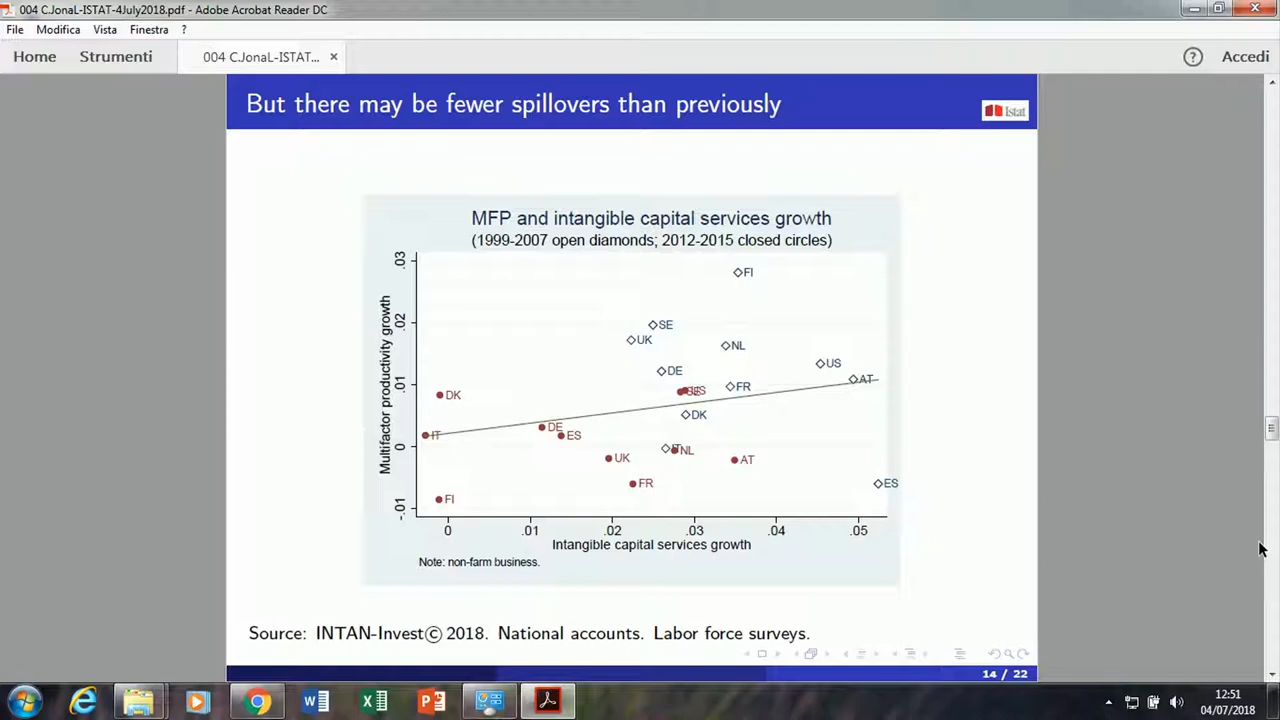 004 C.JonaL-ISTAT-4July2018.pdf - Adobe Acrobat Reader DC
File Modifica Vista Finestra ?
Home Strumenti 004 C.JonaL-ISTAT... × Accedi
But there may be fewer spillovers than previously
Istat
MFP and intangible capital services growth
(1999-2007 open diamonds; 2012-2015 closed circles)
Multifactor productivity growth
.03
.02
.01
0
-.01
FI
SE
UK
NL
DE
US
AT
FR
DK
DK
IT
DE
ES
UK
NL
AT
FR
ES
FI
0 .01 .02 .03 .04 .05
Intangible capital services growth
Note: non-farm business.
Source: INTAN-Invest© 2018. National accounts. Labor force surveys.
14 / 22
12:51
04/07/2018